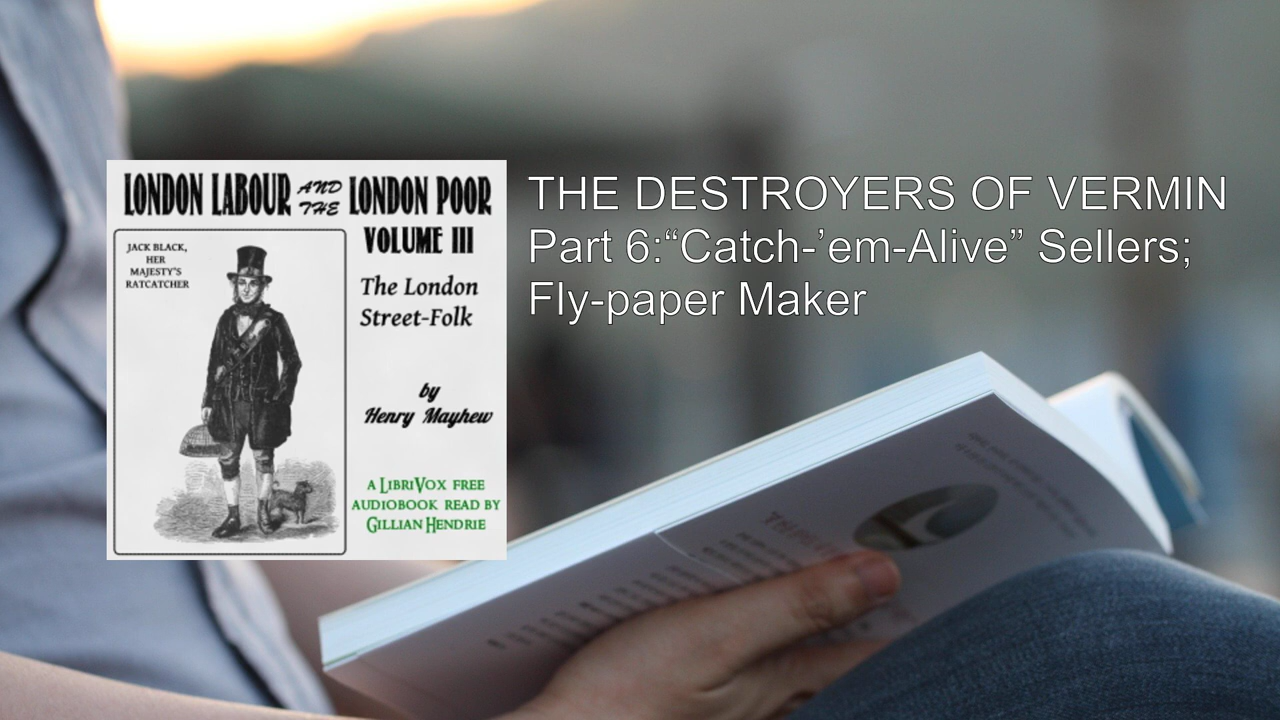 LONDON LABOUR AND THE LONDON POOR
VOLUME III
JACK BLACK,
HER
MAJESTY'S
RATCATCHER
The London
Street-Folk
by
Henry Mayhew
A LIBRIVOX FREE
AUDIOBOOK READ BY
GILLIAN HENDRIE
THE DESTROYERS OF VERMIN
Part 6:“Catch-’em-Alive” Sellers;
Fly-paper Maker